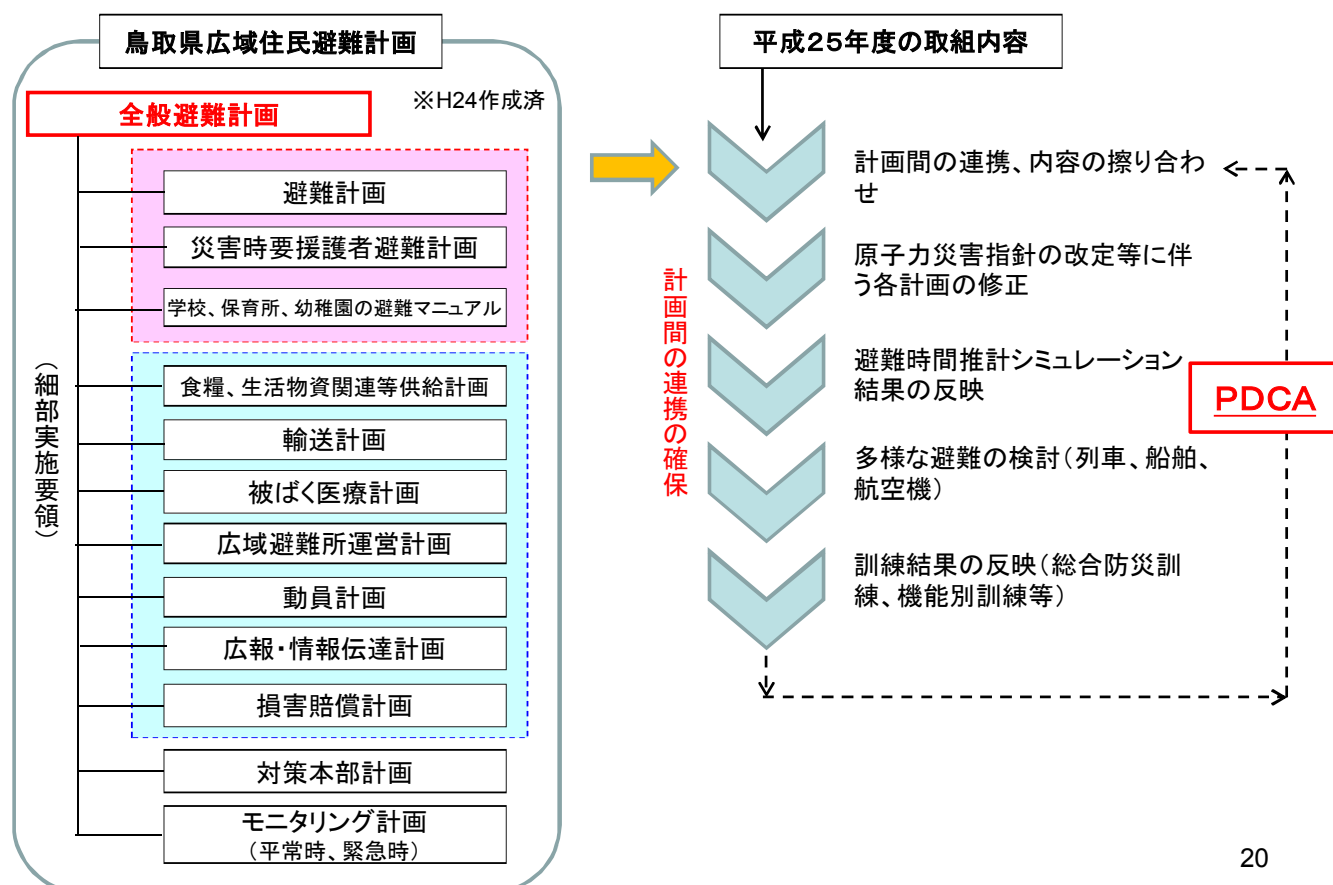 鳥取県広域住民避難計画
全般避難計画
※H24作成済
避難計画
災害時要援護者避難計画
学校、保育所、幼稚園の避難マニュアル
（細部実施要領）
食糧、生活物資関連等供給計画
輸送計画
被ばく医療計画
広域避難所運営計画
動員計画
広報・情報伝達計画
損害賠償計画
対策本部計画
モニタリング計画
（平常時、緊急時）
平成25年度の取組内容
計画間の連携の確保
計画間の連携、内容の擦り合わ
せ
原子力災害指針の改定等に伴
う各計画の修正
避難時間推計シミュレーション
結果の反映
多様な避難の検討（列車、船舶、
航空機）
訓練結果の反映（総合防災訓
練、機能別訓練等）
PDCA
20